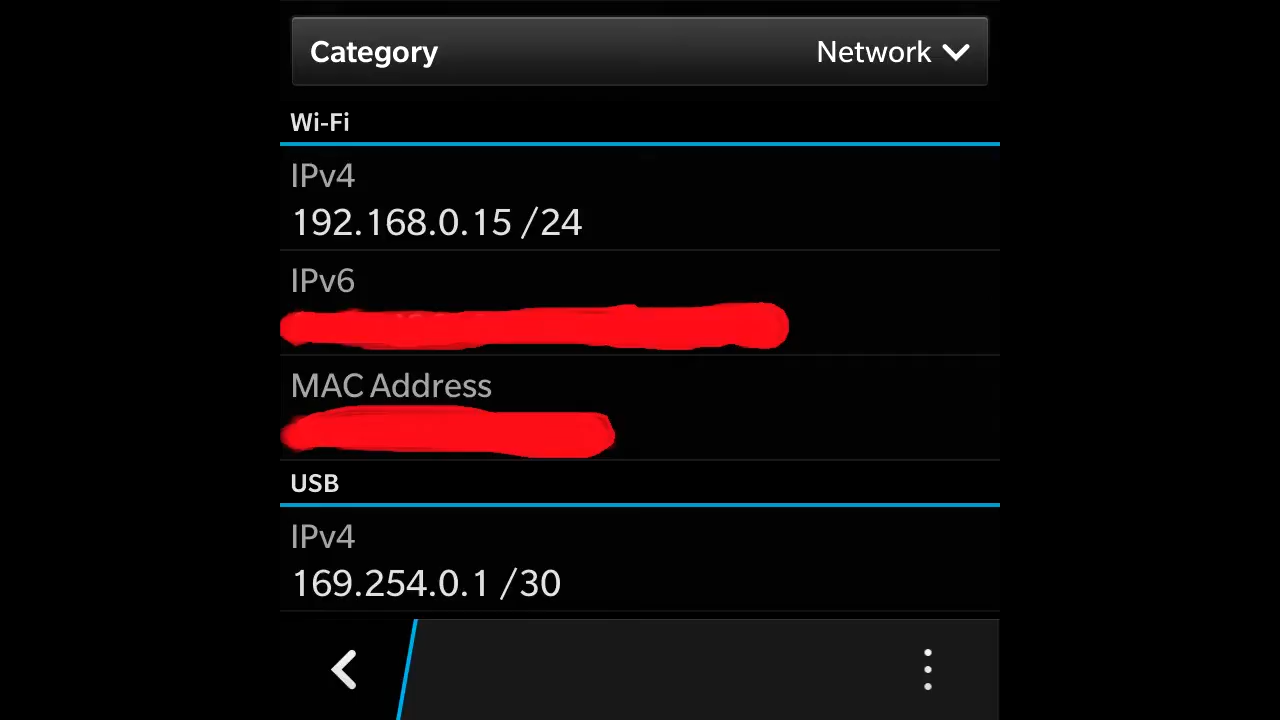 Category Network
Wi-Fi
IPv4
192.168.0.15 /24
IPv6
MAC Address
USB
IPv4
169.254.0.1 /30